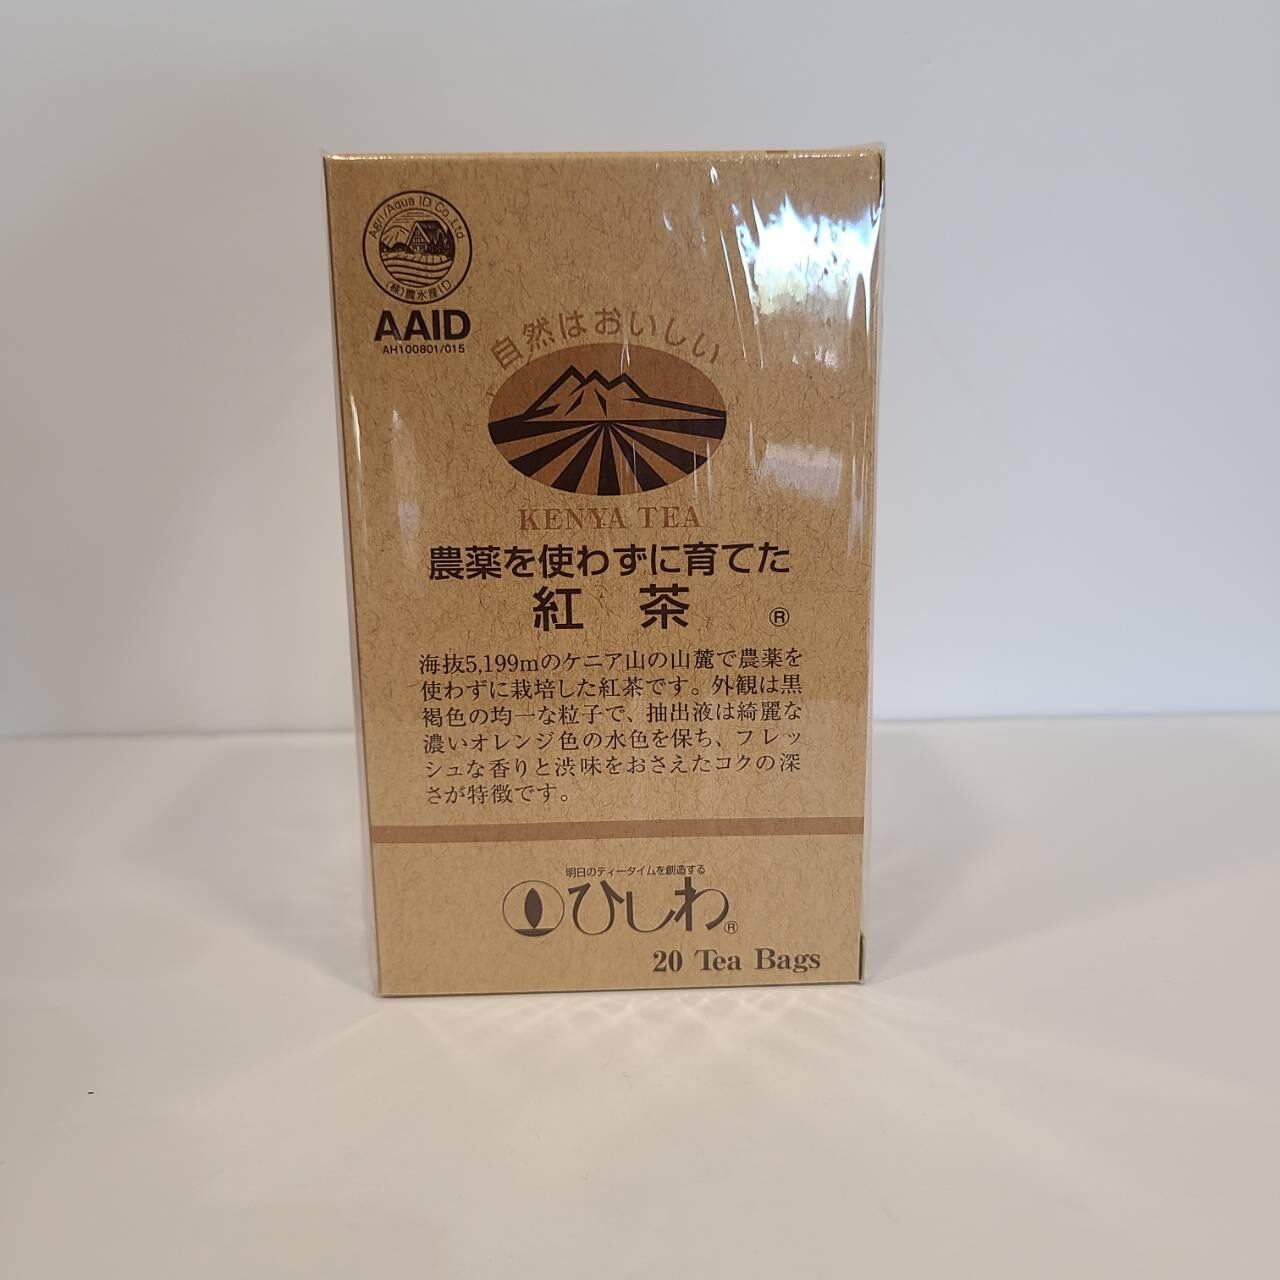 Agri/Aqua ID Co.,Ltd
(株)農水産ID
AAID
AH100801/015
自然はおいしい
KENYA TEA
農薬を使わずに育てた
紅茶 ®
海抜5,199mのケニア山の山麓で農薬を
使わずに栽培した紅茶です。外観は黒
褐色の均一な粒子で、抽出液は綺麗な
濃いオレンジ色の水色を保ち、フレッ
シュな香りと渋味をおさえたコクの深
さが特徴です。
明日のティータイムを創造する
ひしわ®
20 Tea Bags